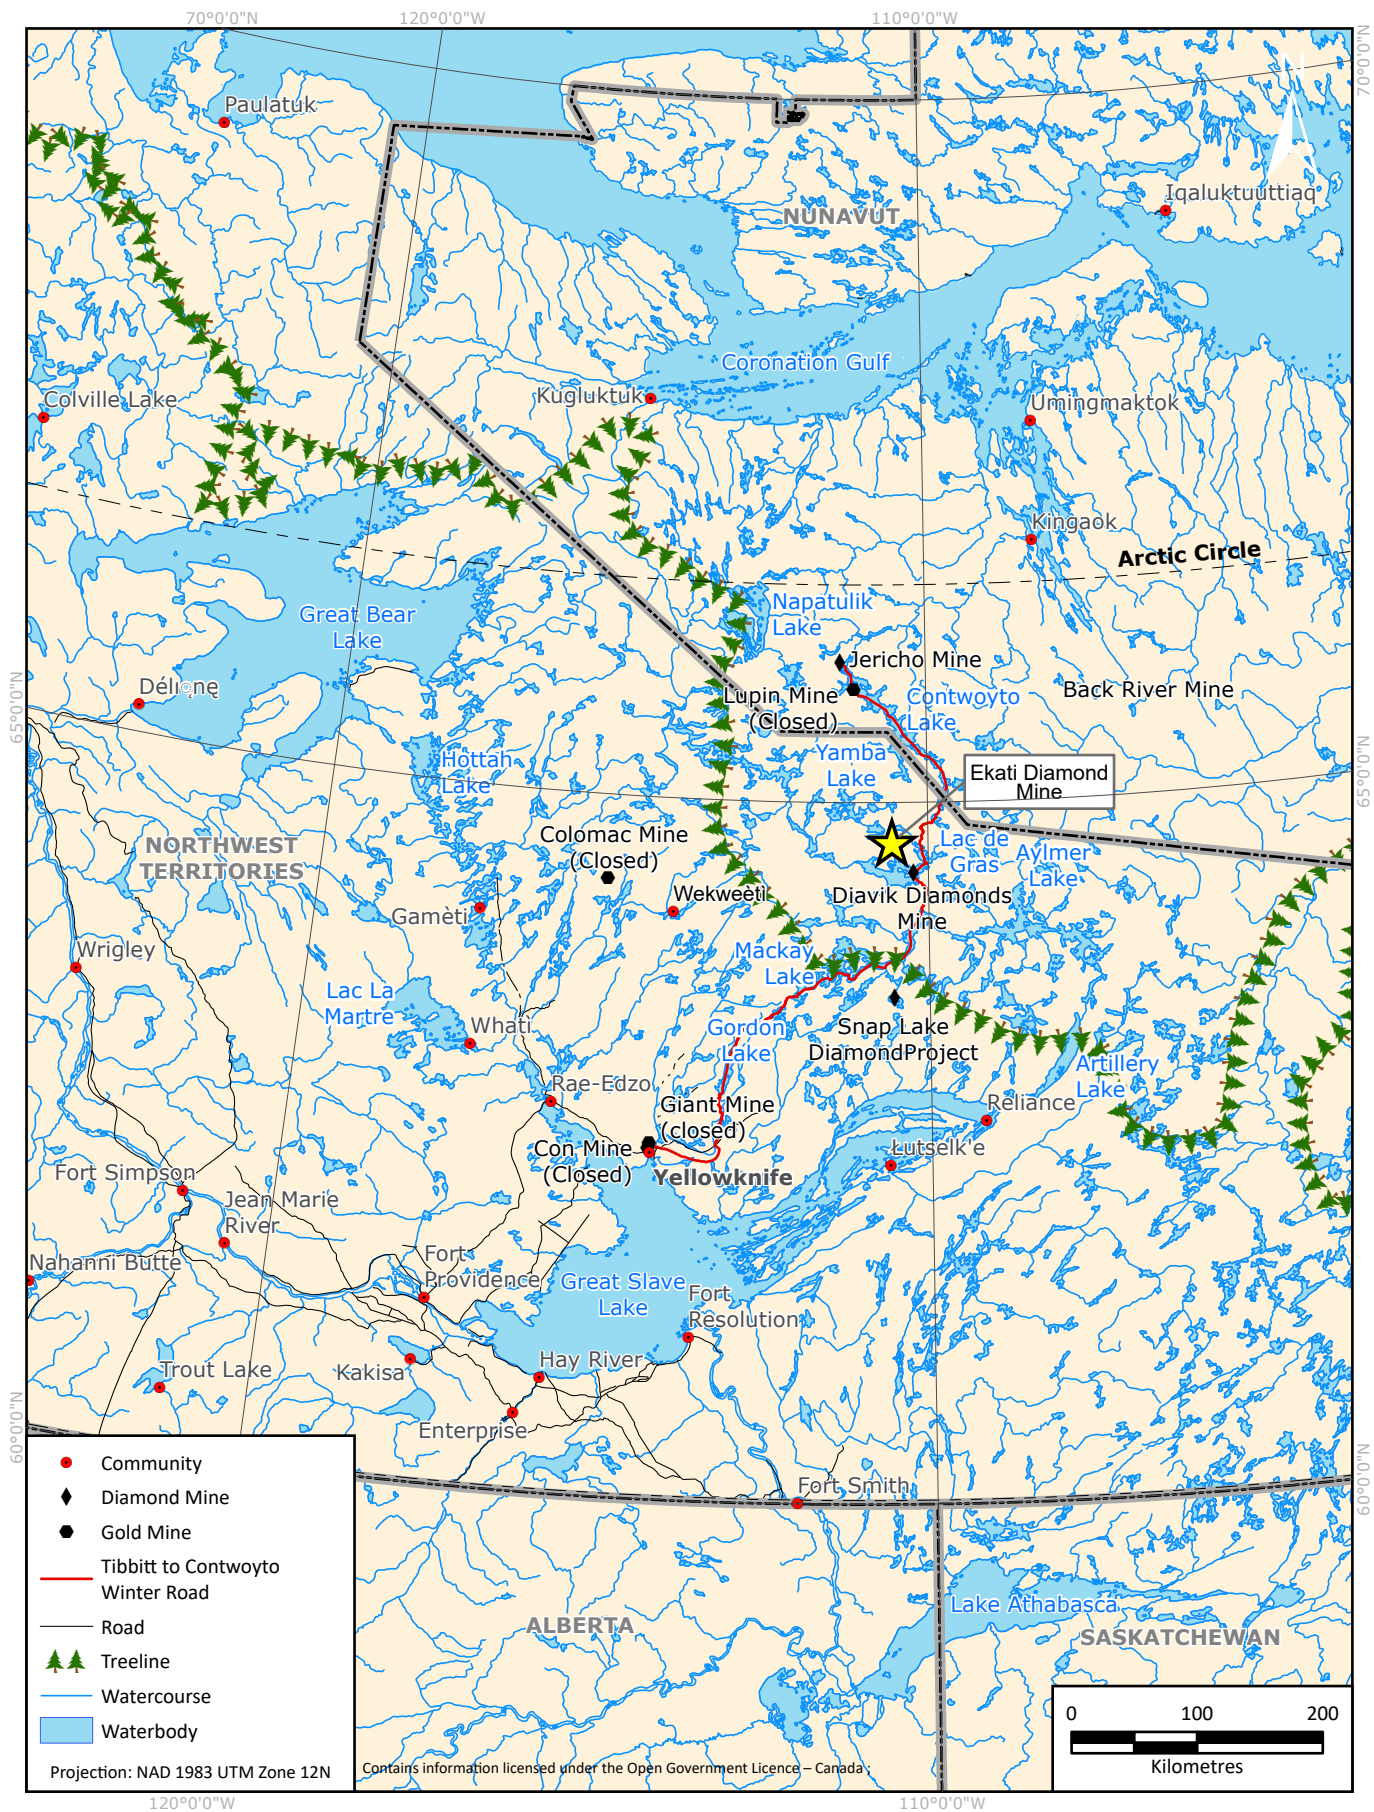 70°0'0"N
120°0'0"W
110°0'0"W
70°0'0"N
Paulatuk
Iqaluktuuttiaq
NUNAVUT
Coronation Gulf
Kugluktuk
Colville Lake
Umingmaktok
Kingaok
Arctic Circle
Great Bear
Lake
Napatulik
Lake
Jericho Mine
Délı̨nę
65°0'0"N
Lupin Mine
(Closed)
Contwoyto
Lake
Back River Mine
Hottah
Lake
Yamba
Lake
Ekati Diamond
Mine
65°0'0"N
NORTHWEST
TERRITORIES
Colomac Mine
(Closed)
Lac de
Gras
Aylmer
Lake
Wekweètì
Diavik Diamonds
Mine
Gamètì
Wrigley
Mackay
Lake
Lac La
Martre
Whatì
Gordon
Lake
Snap Lake
DiamondProject
Artillery
Lake
Rae-Edzo
Giant Mine
(closed)
Reliance
Con Mine
(Closed)
Łutselk'e
Yellowknife
Fort Simpson
Jean Marie
River
Nahanni Butte
Fort
Providence
Great Slave
Lake
Fort
Resolution
Trout Lake
Kakisa
Hay River
Enterprise
60°0'0"N
Fort Smith
60°0'0"N
Community
Diamond Mine
Gold Mine
Tibbitt to Contwoyto
Winter Road
Road
Treeline
Watercourse
Waterbody
Projection: NAD 1983 UTM Zone 12N
Contains information licensed under the Open Government Licence – Canada ;
ALBERTA
Lake Athabasca
SASKATCHEWAN
0
100
200
Kilometres
120°0'0"W
110°0'0"W